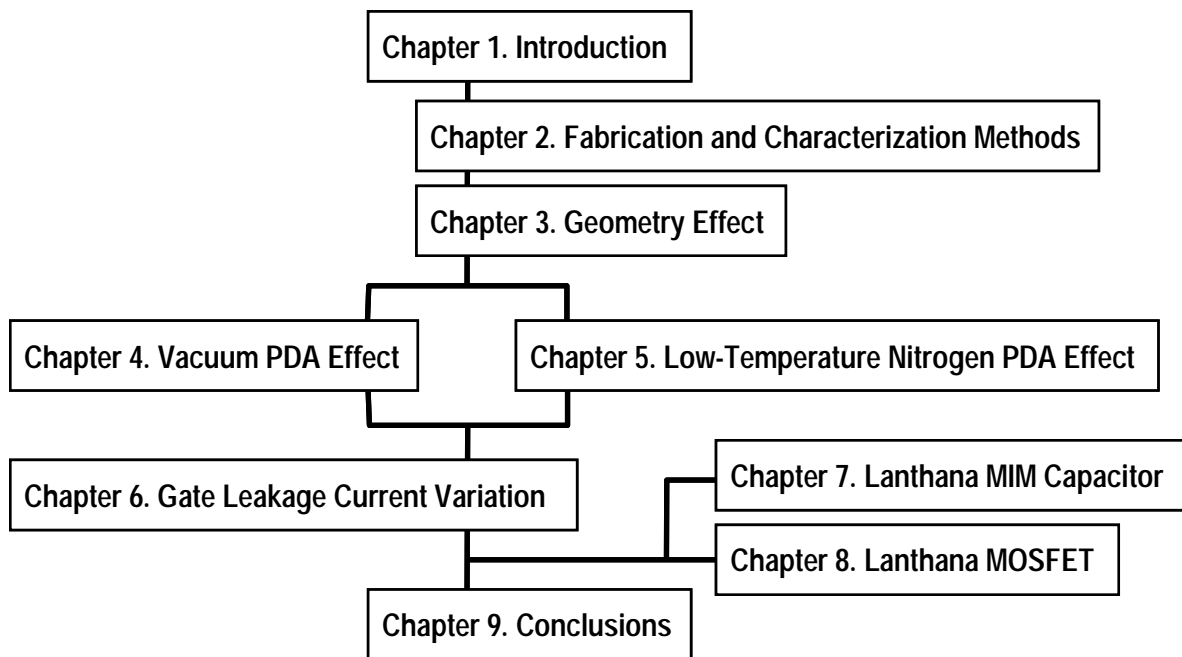 Chapter 1. Introduction
Chapter 2. Fabrication and Characterization Methods
Chapter 3. Geometry Effect
Chapter 4. Vacuum PDA Effect
Chapter 5. Low-Temperature Nitrogen PDA Effect
Chapter 6. Gate Leakage Current Variation
Chapter 7. Lanthana MIM Capacitor
Chapter 8. Lanthana MOSFET
Chapter 9. Conclusions